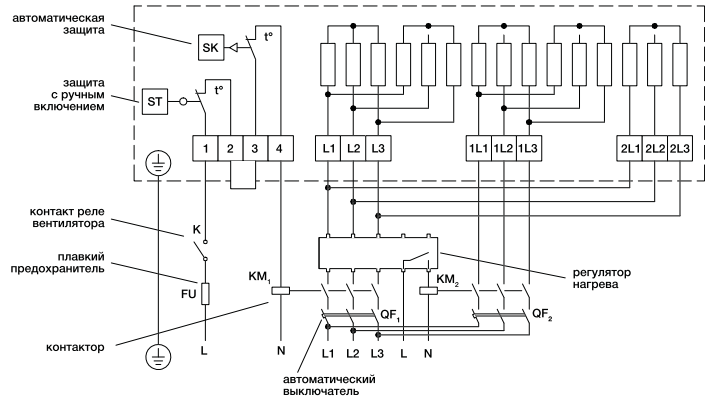 автоматическая
защита
SK
t°
защита
с ручным
включением
ST
t°
1 2 3 4
L1 L2 L3
1L1 1L2 1L3
2L1 2L2 2L3
контакт реле
вентилятора
K
плавкий
предохранитель
FU
KM1
KM2
регулятор
нагрева
QF1
QF2
контактор
L
N
L1 L2 L3 L N
автоматический
выключатель